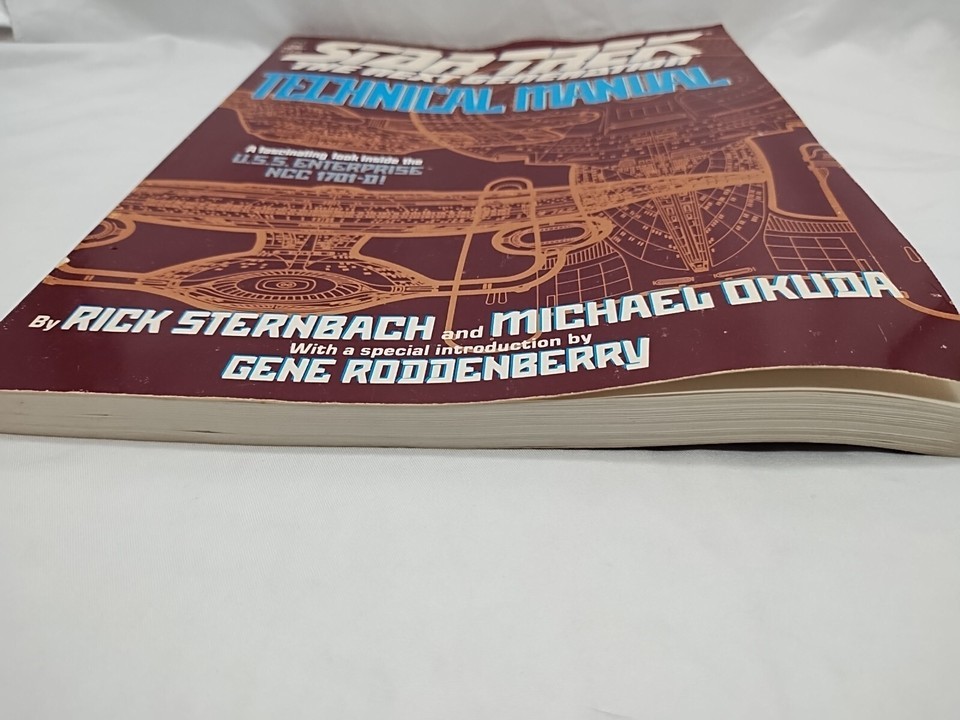 STAR TREK
THE NEXT GENERATION
TECHNICAL MANUAL
A fascinating look inside the
U.S.S. ENTERPRISE
NCC 1701-D!
By RICK STERNBACH and MICHAEL OKUDA
With a special introduction by
GENE RODDENBERRY